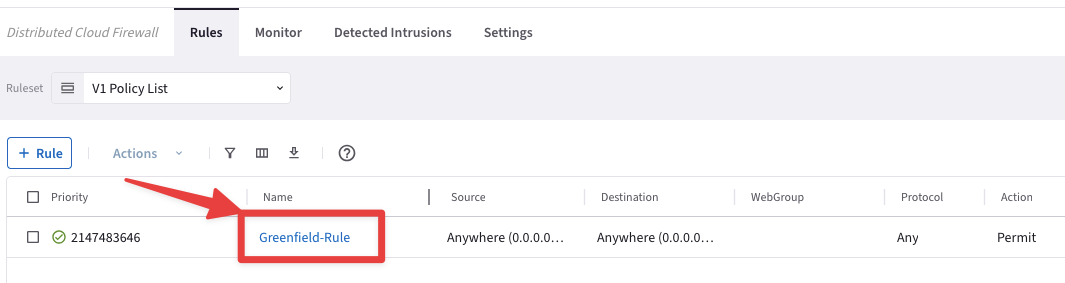 Distributed Cloud Firewall Rules Monitor Detected Intrusions Settings
Ruleset V1 Policy List
+ Rule Actions ?
Priority Name Source Destination WebGroup Protocol Action
2147483646 Greenfield-Rule Anywhere (0.0.0.0… Anywhere (0.0.0.0… Any Permit